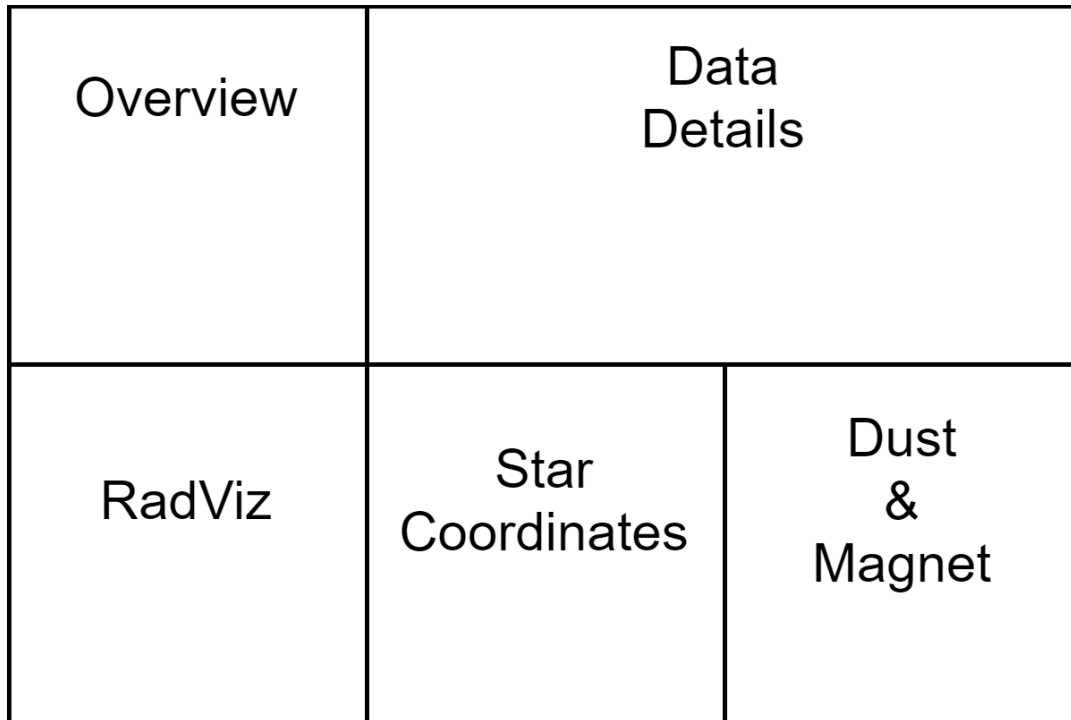 Overview
Data
Details
RadViz
Star
Coordinates
Dust
&
Magnet